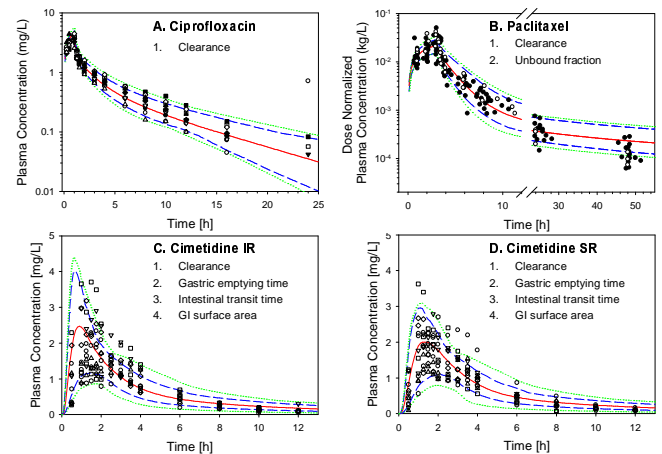 A. Ciprofloxacin
1. Clearance
Plasma Concentration (mg/L)
10
1
0.1
0.01
0 5 10 15 20 25
Time [h]
B. Paclitaxel
1. Clearance
2. Unbound fraction
Dose Normalized
Plasma Concentration (kg/L)
10-1
10-2
10-3
10-4
0 10 30 40 50
Time [h]
C. Cimetidine IR
1. Clearance
2. Gastric emptying time
3. Intestinal transit time
4. GI surface area
Plasma Concentration [mg/L]
5
4
3
2
1
0
0 2 4 6 8 10 12
Time [h]
D. Cimetidine SR
1. Clearance
2. Gastric emptying time
3. Intestinal transit time
4. GI surface area
Plasma Concentration [mg/L]
5
4
3
2
1
0
0 2 4 6 8 10 12
Time [h]